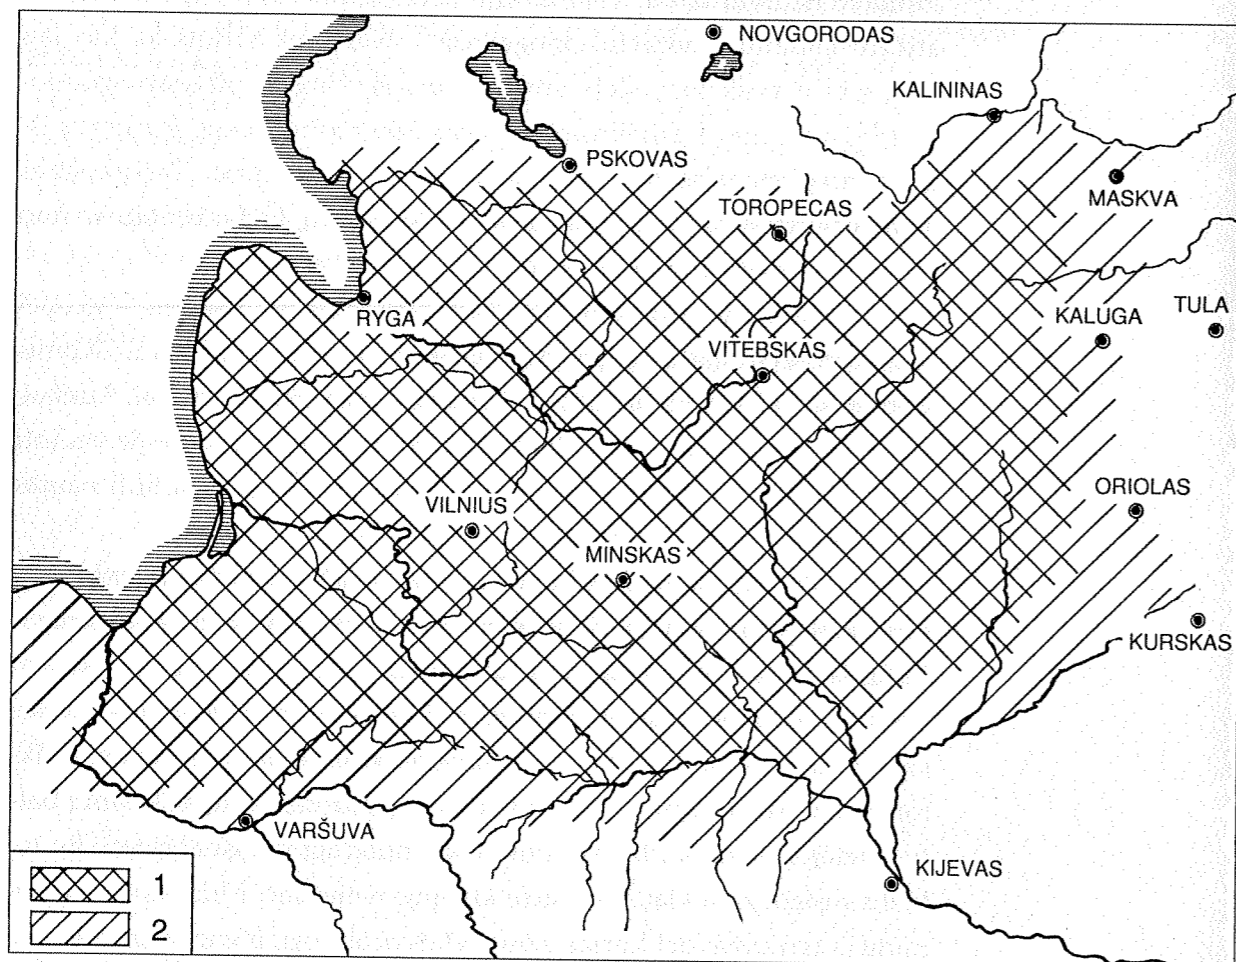 NOVGORODAS
KALININAS
PSKOVAS
MASKVA
TOROPECAS
RYGA
KALUGA
TULA
VITEBSKAS
ORIOLAS
VILNIUS
MINSKAS
KURSKAS
VARŠUVA
KIJEVAS
1
2